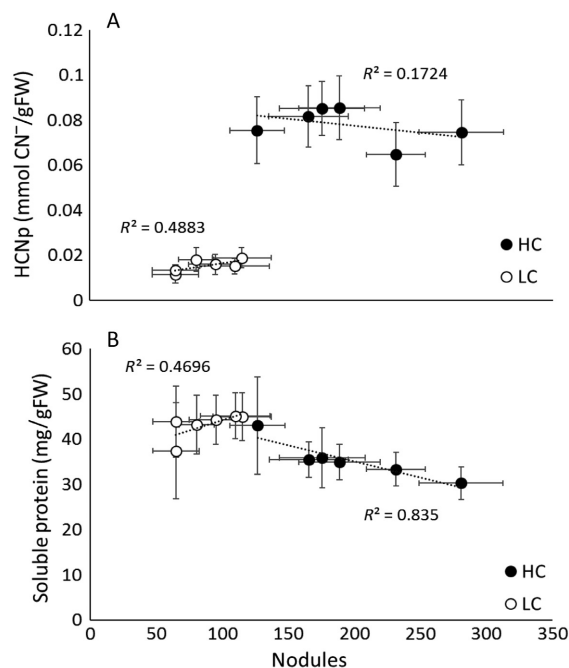 A
0.12
0.1
0.08
0.06
0.04
0.02
0
HCNp (mmol CN⁻/gFW)
R² = 0.1724
R² = 0.4883
HC
LC
B
60
50
40
30
20
10
0
Soluble protein (mg/gFW)
R² = 0.4696
R² = 0.835
HC
LC
0 50 100 150 200 250 300 350
Nodules